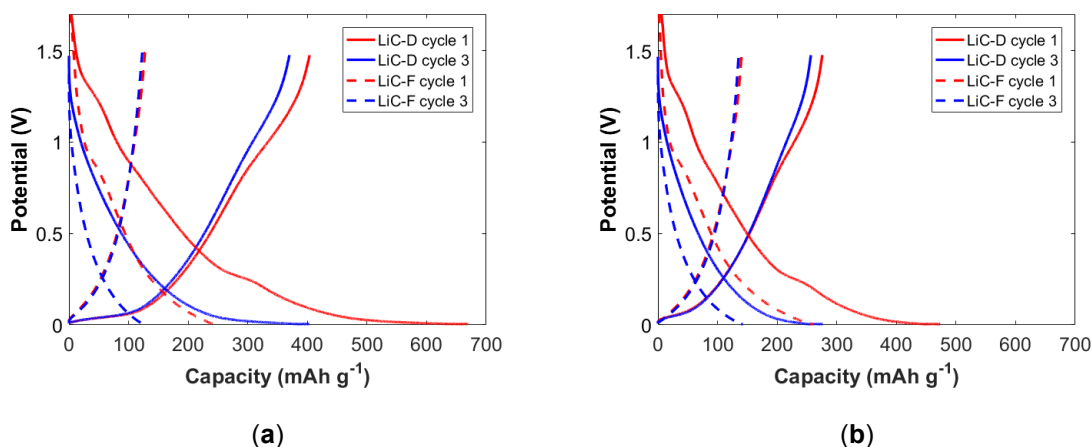 LiC-D cycle 1
LiC-D cycle 3
LiC-F cycle 1
LiC-F cycle 3
Potential (V)
1.5
1
0.5
0
0 100 200 300 400 500 600 700
Capacity (mAh g⁻¹)
(a)
LiC-D cycle 1
LiC-D cycle 3
LiC-F cycle 1
LiC-F cycle 3
Potential (V)
1.5
1
0.5
0
0 100 200 300 400 500 600 700
Capacity (mAh g⁻¹)
(b)